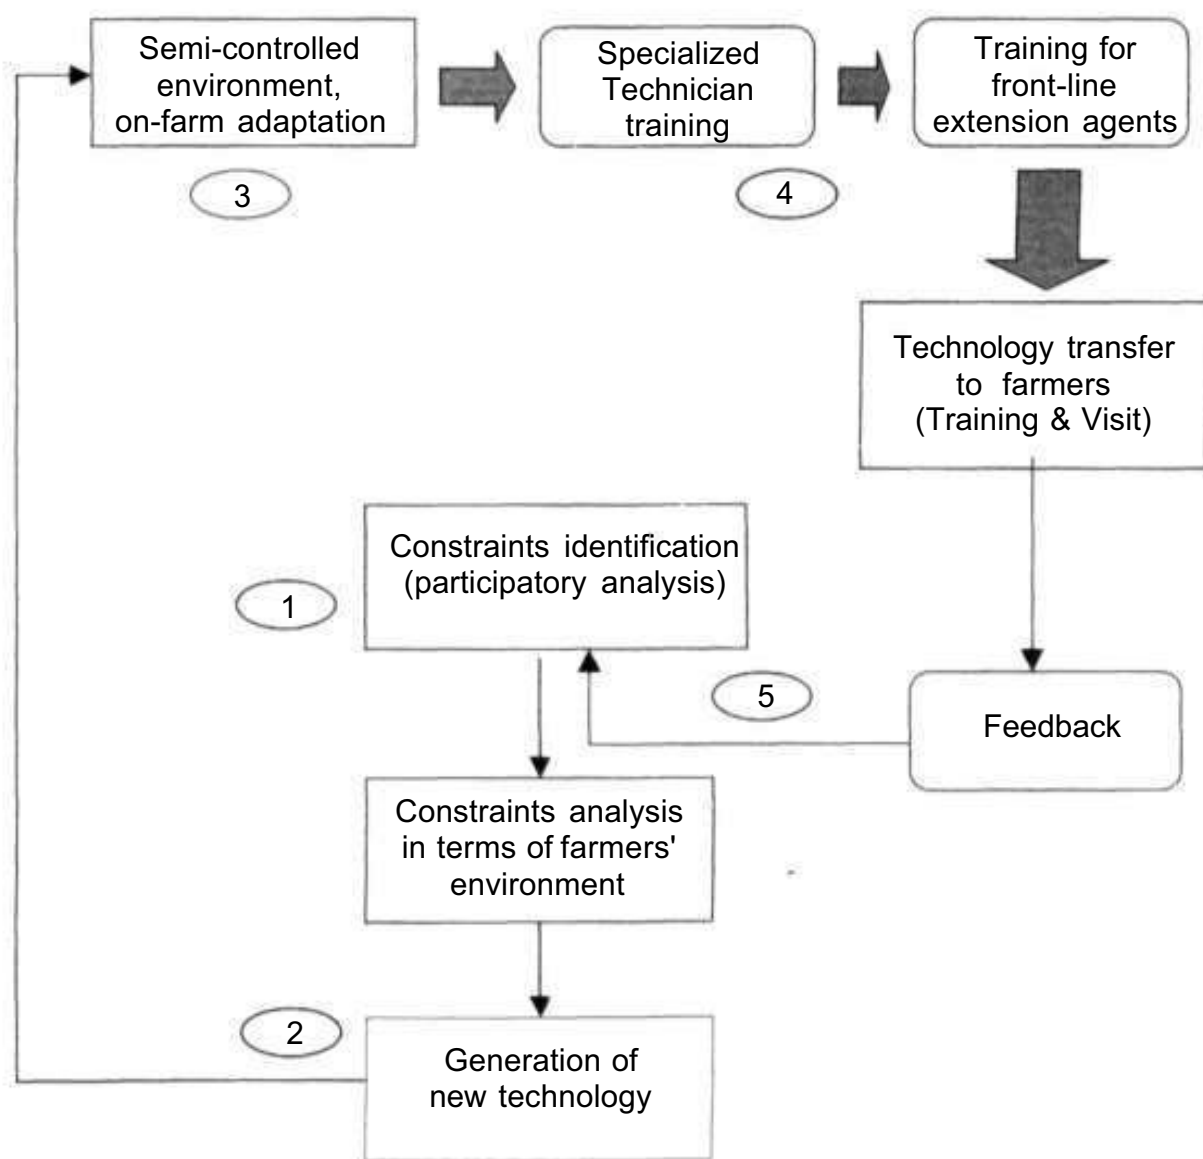 Semi-controlled
environment,
on-farm adaptation
Specialized
Technician
training
Training for
front-line
extension agents
3
4
Technology transfer
to farmers
(Training & Visit)
Constraints identification
(participatory analysis)
1
5
Feedback
Constraints analysis
in terms of farmers'
environment
2
Generation of
new technology